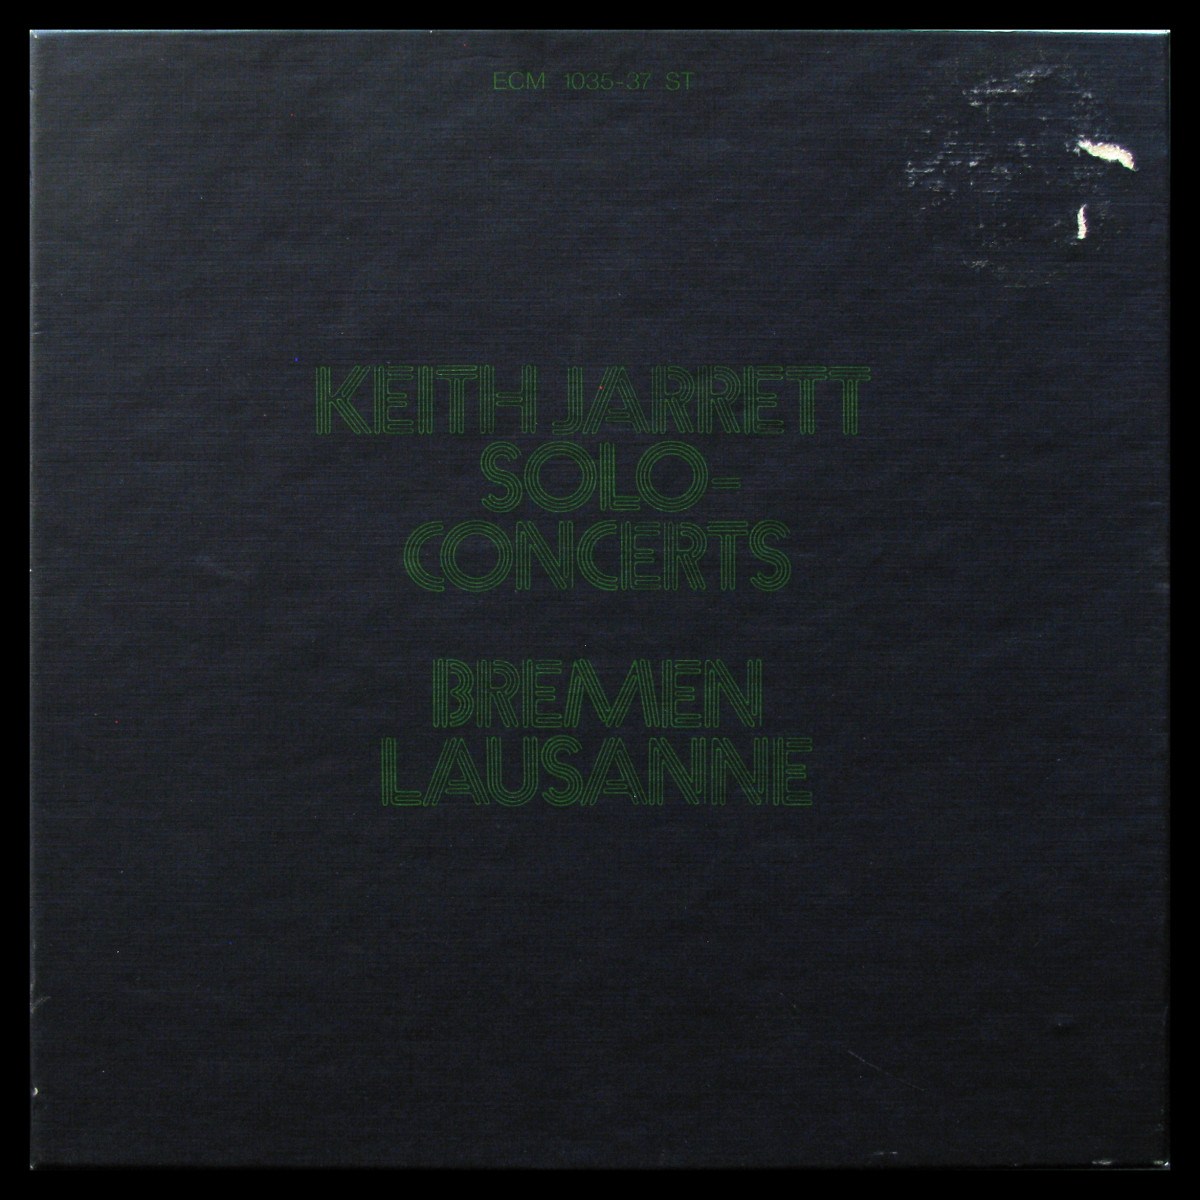 ECM 1035-37 ST
KEITH JARRETT
SOLO-
CONCERTS
BREMEN
LAUSANNE